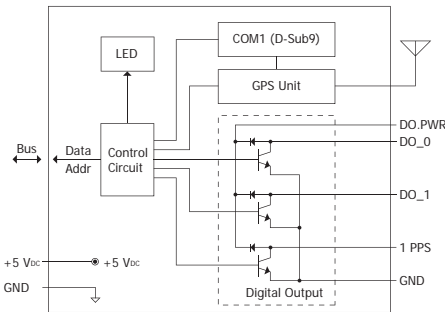 COM1 (D-Sub9)
LED
GPS Unit
DO.PWR
DO_0
Bus
Data
Addr
Control
Circuit
DO_1
1 PPS
+5 VDC
+5 VDC
GND
GND
Digital Output